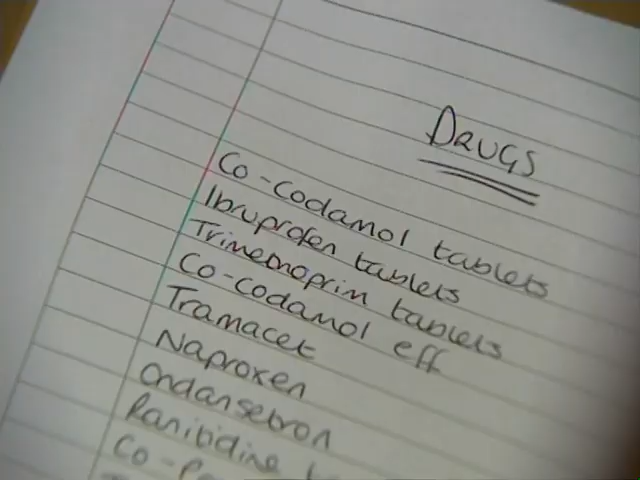 DRUGS
Co-codamol tablets
Ibruprofen tablets
Trimethoprim tablets
Co-codamol eff
Tramacet
Naproxen
Ondansetron
Ranitidine